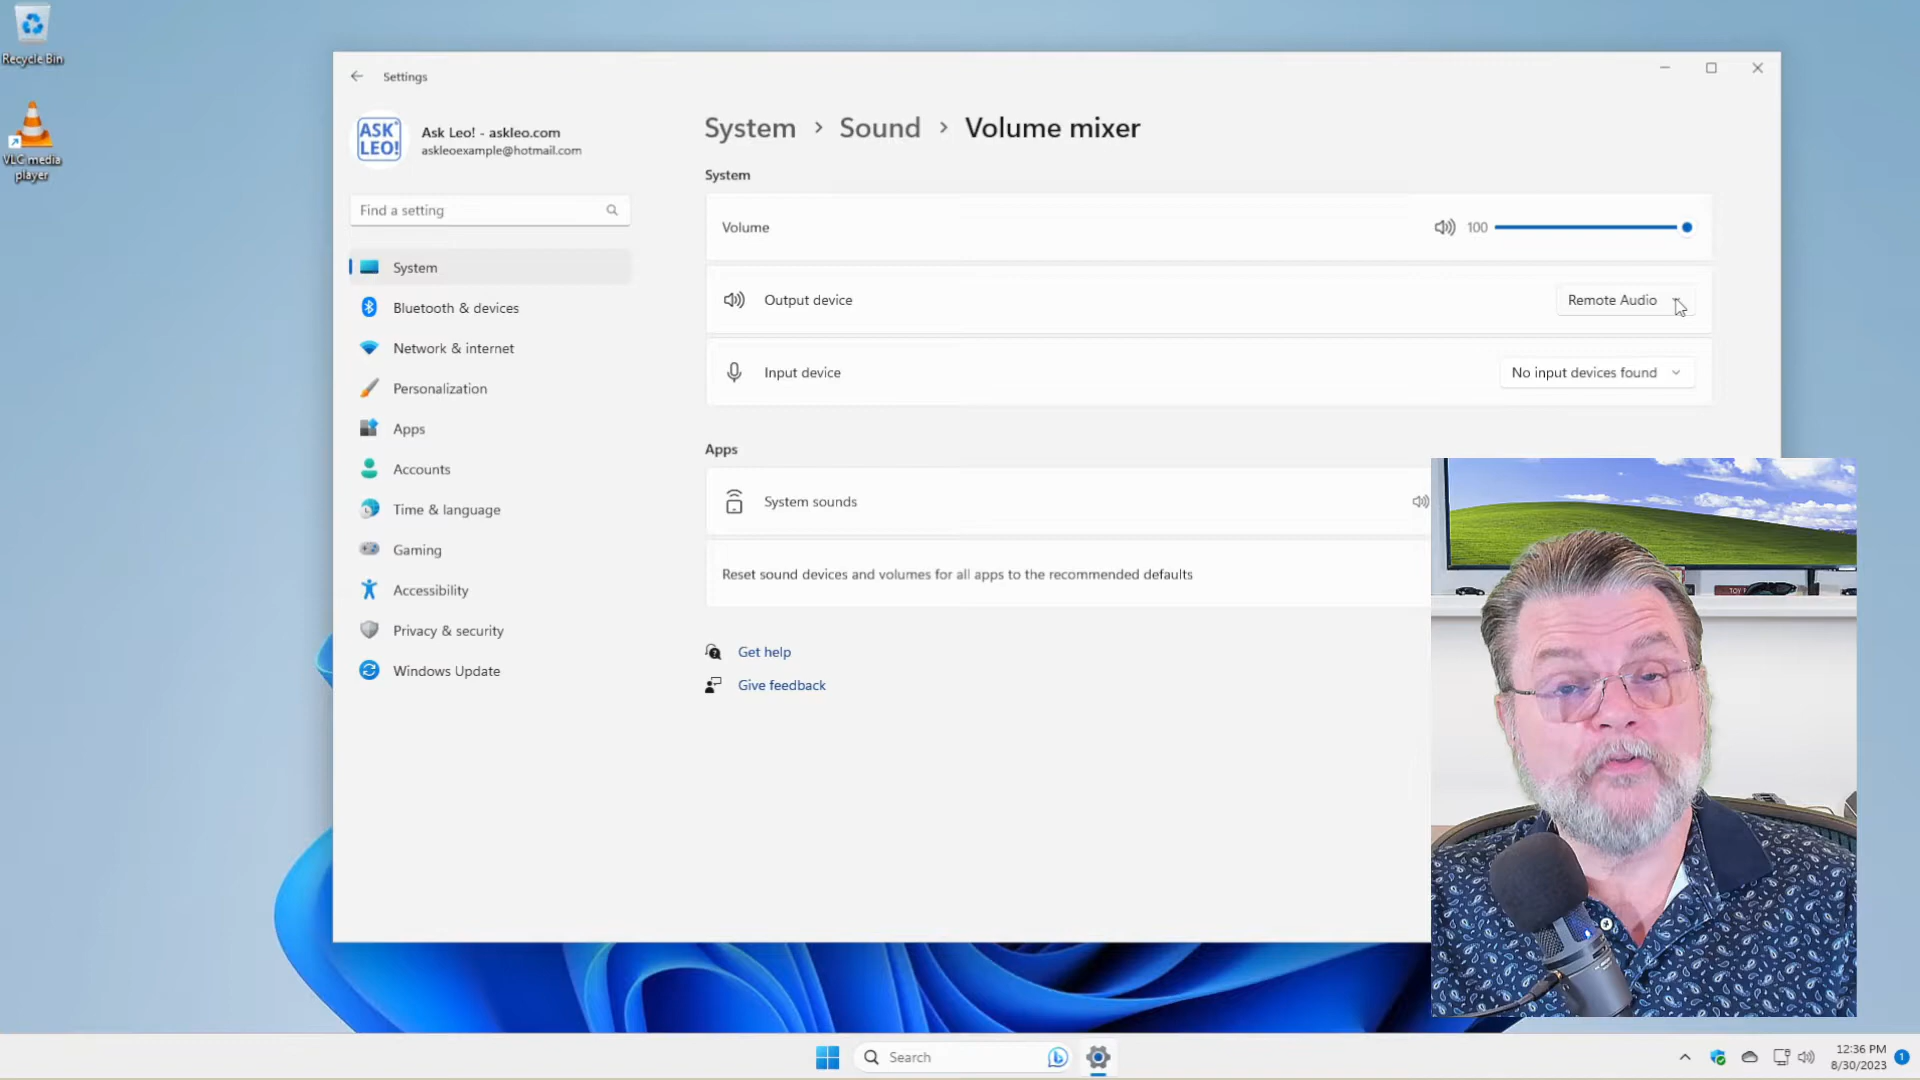 Recycle Bin
VLC media
player
Settings
ASK
LEO!
Ask Leo! - askleo.com
askleoexample@hotmail.com
Find a setting
System
Bluetooth & devices
Network & internet
Personalization
Apps
Accounts
Time & language
Gaming
Accessibility
Privacy & security
Windows Update
System > Sound > Volume mixer
System
Volume
100
Output device
Remote Audio
Input device
No input devices found
Apps
System sounds
Reset sound devices and volumes for all apps to the recommended defaults
Get help
Give feedback
Search
12:36 PM
8/30/2023
1